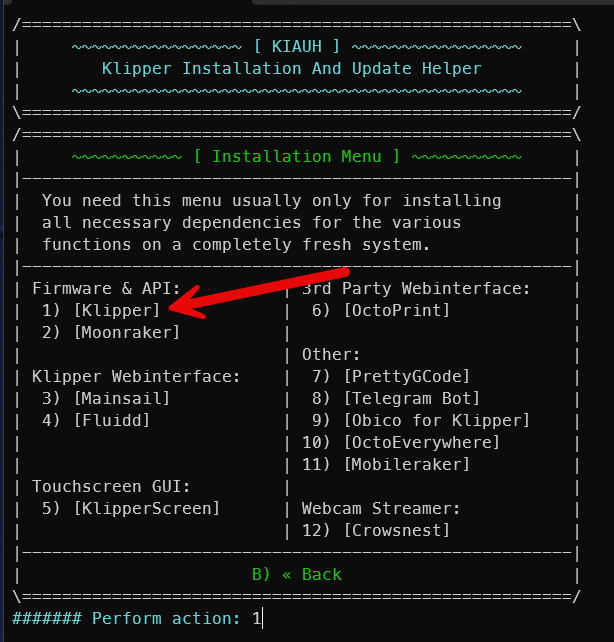 /=======================================================\
|     ~~~~~~~~~~~~~~~~~ [ KIAUH ] ~~~~~~~~~~~~~~~~~     |
|        Klipper Installation And Update Helper         |
|     ~~~~~~~~~~~~~~~~~~~~~~~~~~~~~~~~~~~~~~~~~~~~~     |
\=======================================================/
/=======================================================\
|     ~~~~~~~~~~~ [ Installation Menu ] ~~~~~~~~~~~     |
|-------------------------------------------------------|
|  You need this menu usually only for installing       |
|  all necessary dependencies for the various           |
|  functions on a completely fresh system.              |
|-------------------------------------------------------|
| Firmware & API:          | 3rd Party Webinterface:    |
|  1) [Klipper]            |  6) [OctoPrint]            |
|  2) [Moonraker]          |                            |
|                          | Other:                     |
| Klipper Webinterface:    |  7) [PrettyGCode]          |
|  3) [Mainsail]           |  8) [Telegram Bot]         |
|  4) [Fluidd]             |  9) [Obico for Klipper]    |
|                          | 10) [OctoEverywhere]       |
|                          | 11) [Mobileraker]          |
| Touchscreen GUI:         |                            |
|  5) [KlipperScreen]      | Webcam Streamer:           |
|                          | 12) [Crowsnest]            |
|-------------------------------------------------------|
|                       B) « Back                       |
\=======================================================/
####### Perform action: 1